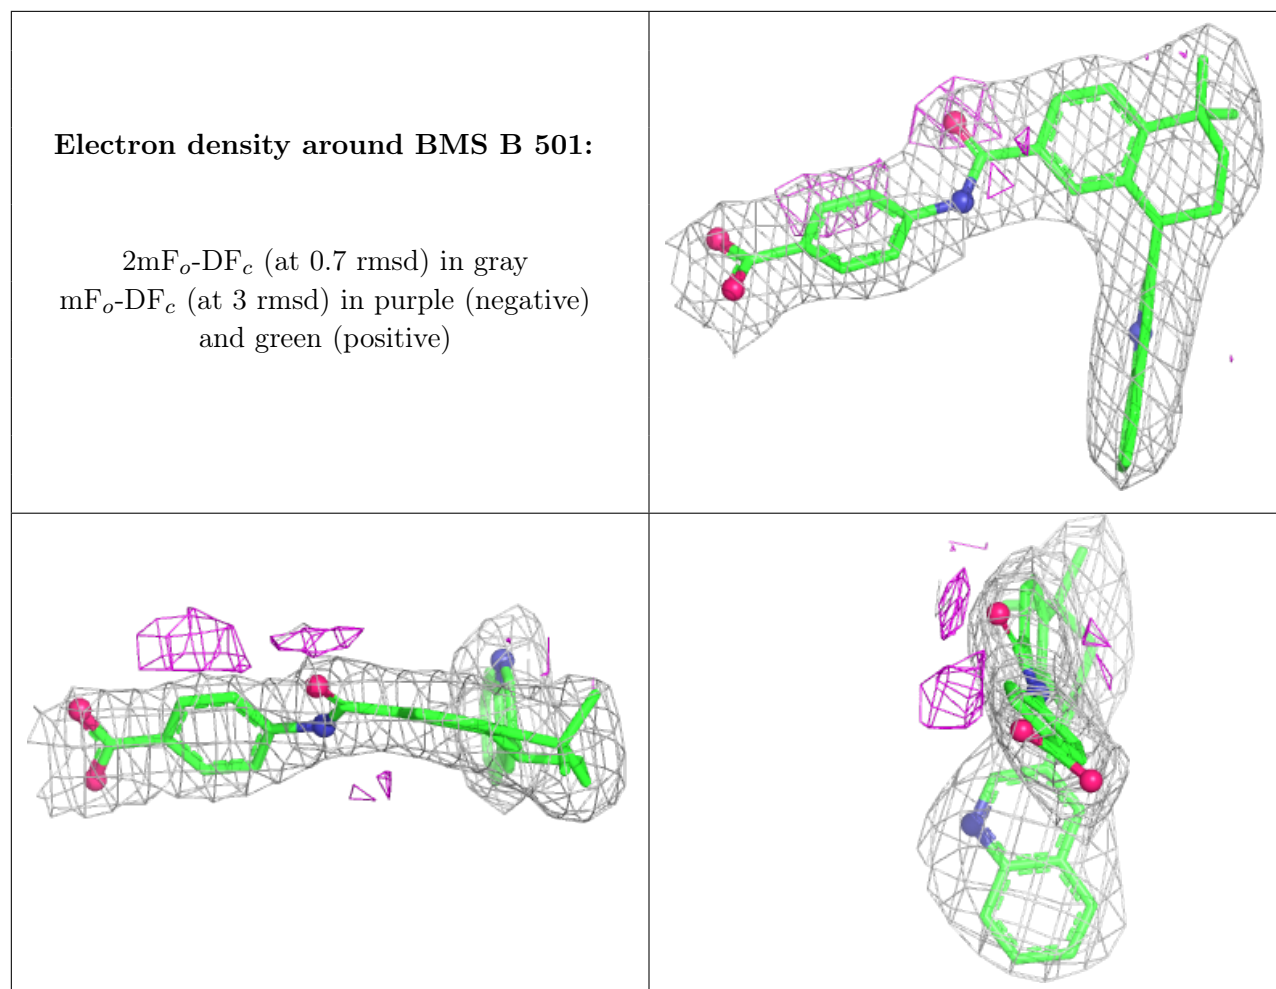 Electron density around BMS B 501:
2mFₒ-DF𝒸 (at 0.7 rmsd) in gray
mFₒ-DF𝒸 (at 3 rmsd) in purple (negative)
and green (positive)